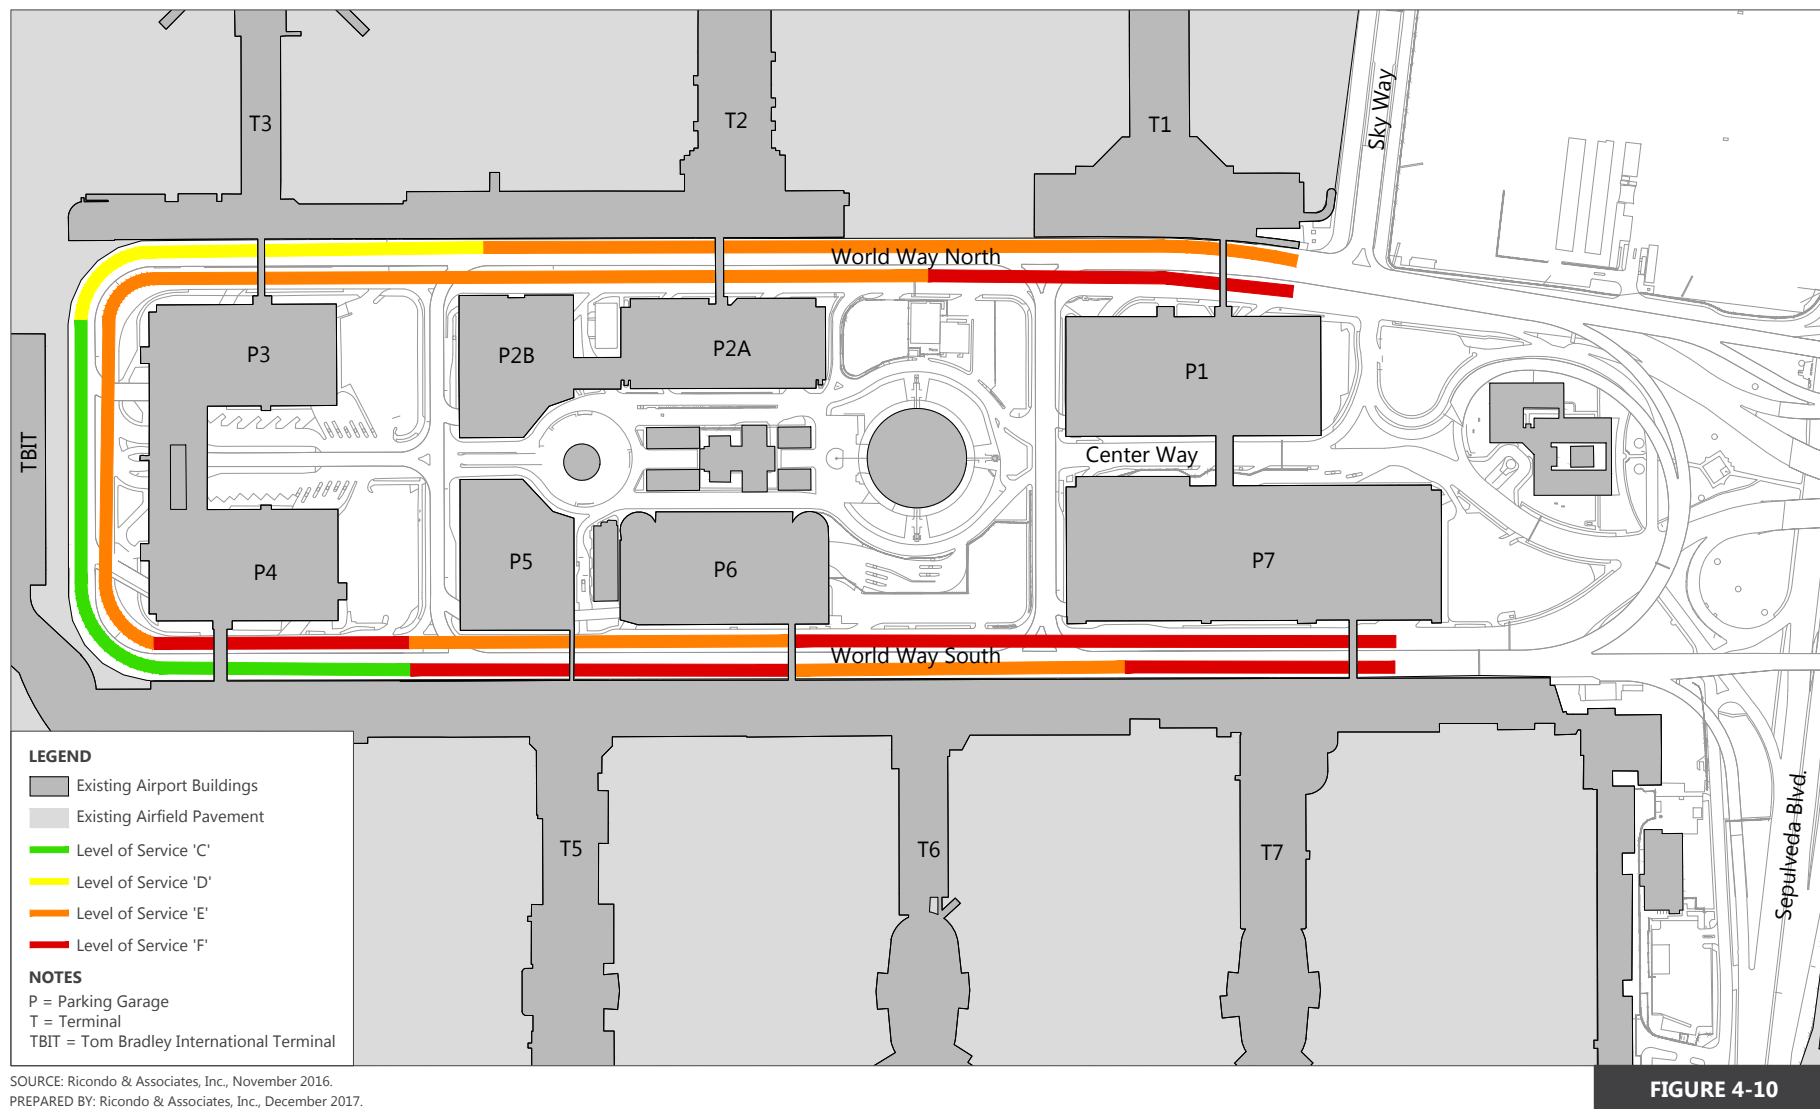 T3
T2
T1
Sky Way
World Way North
P3
P2B
P2A
P1
TBIT
Center Way
P4
P5
P6
P7
World Way South
LEGEND
Existing Airport Buildings
Existing Airfield Pavement
Level of Service 'C'
Level of Service 'D'
Level of Service 'E'
Level of Service 'F'
NOTES
P = Parking Garage
T = Terminal
TBIT = Tom Bradley International Terminal
T5
T6
T7
Sepulveda Blvd.
SOURCE: Ricondo & Associates, Inc., November 2016.
PREPARED BY: Ricondo & Associates, Inc., December 2017.
FIGURE 4-10